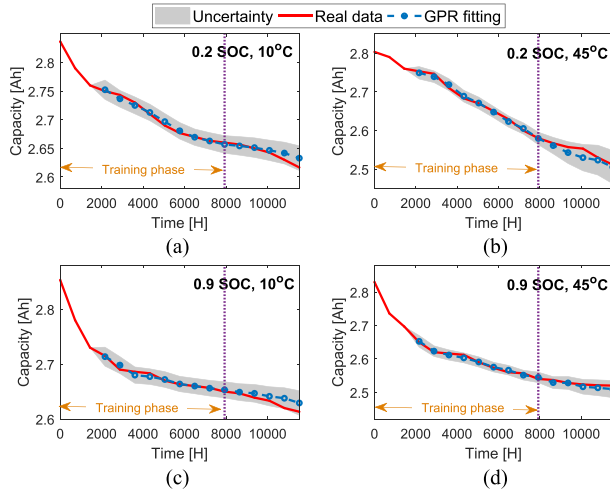 Uncertainty Real data GPR fitting
0.2 SOC, 10°C
Capacity [Ah]
2.8
2.75
2.7
2.65
2.6
Training phase
0 2000 4000 6000 8000 10000
Time [H]
(a)
0.2 SOC, 45°C
Capacity [Ah]
2.8
2.7
2.6
2.5
Training phase
0 2000 4000 6000 8000 10000
Time [H]
(b)
0.9 SOC, 10°C
Capacity [Ah]
2.8
2.7
2.6
Training phase
0 2000 4000 6000 8000 10000
Time [H]
(c)
0.9 SOC, 45°C
Capacity [Ah]
2.8
2.7
2.6
2.5
Training phase
0 2000 4000 6000 8000 10000
Time [H]
(d)